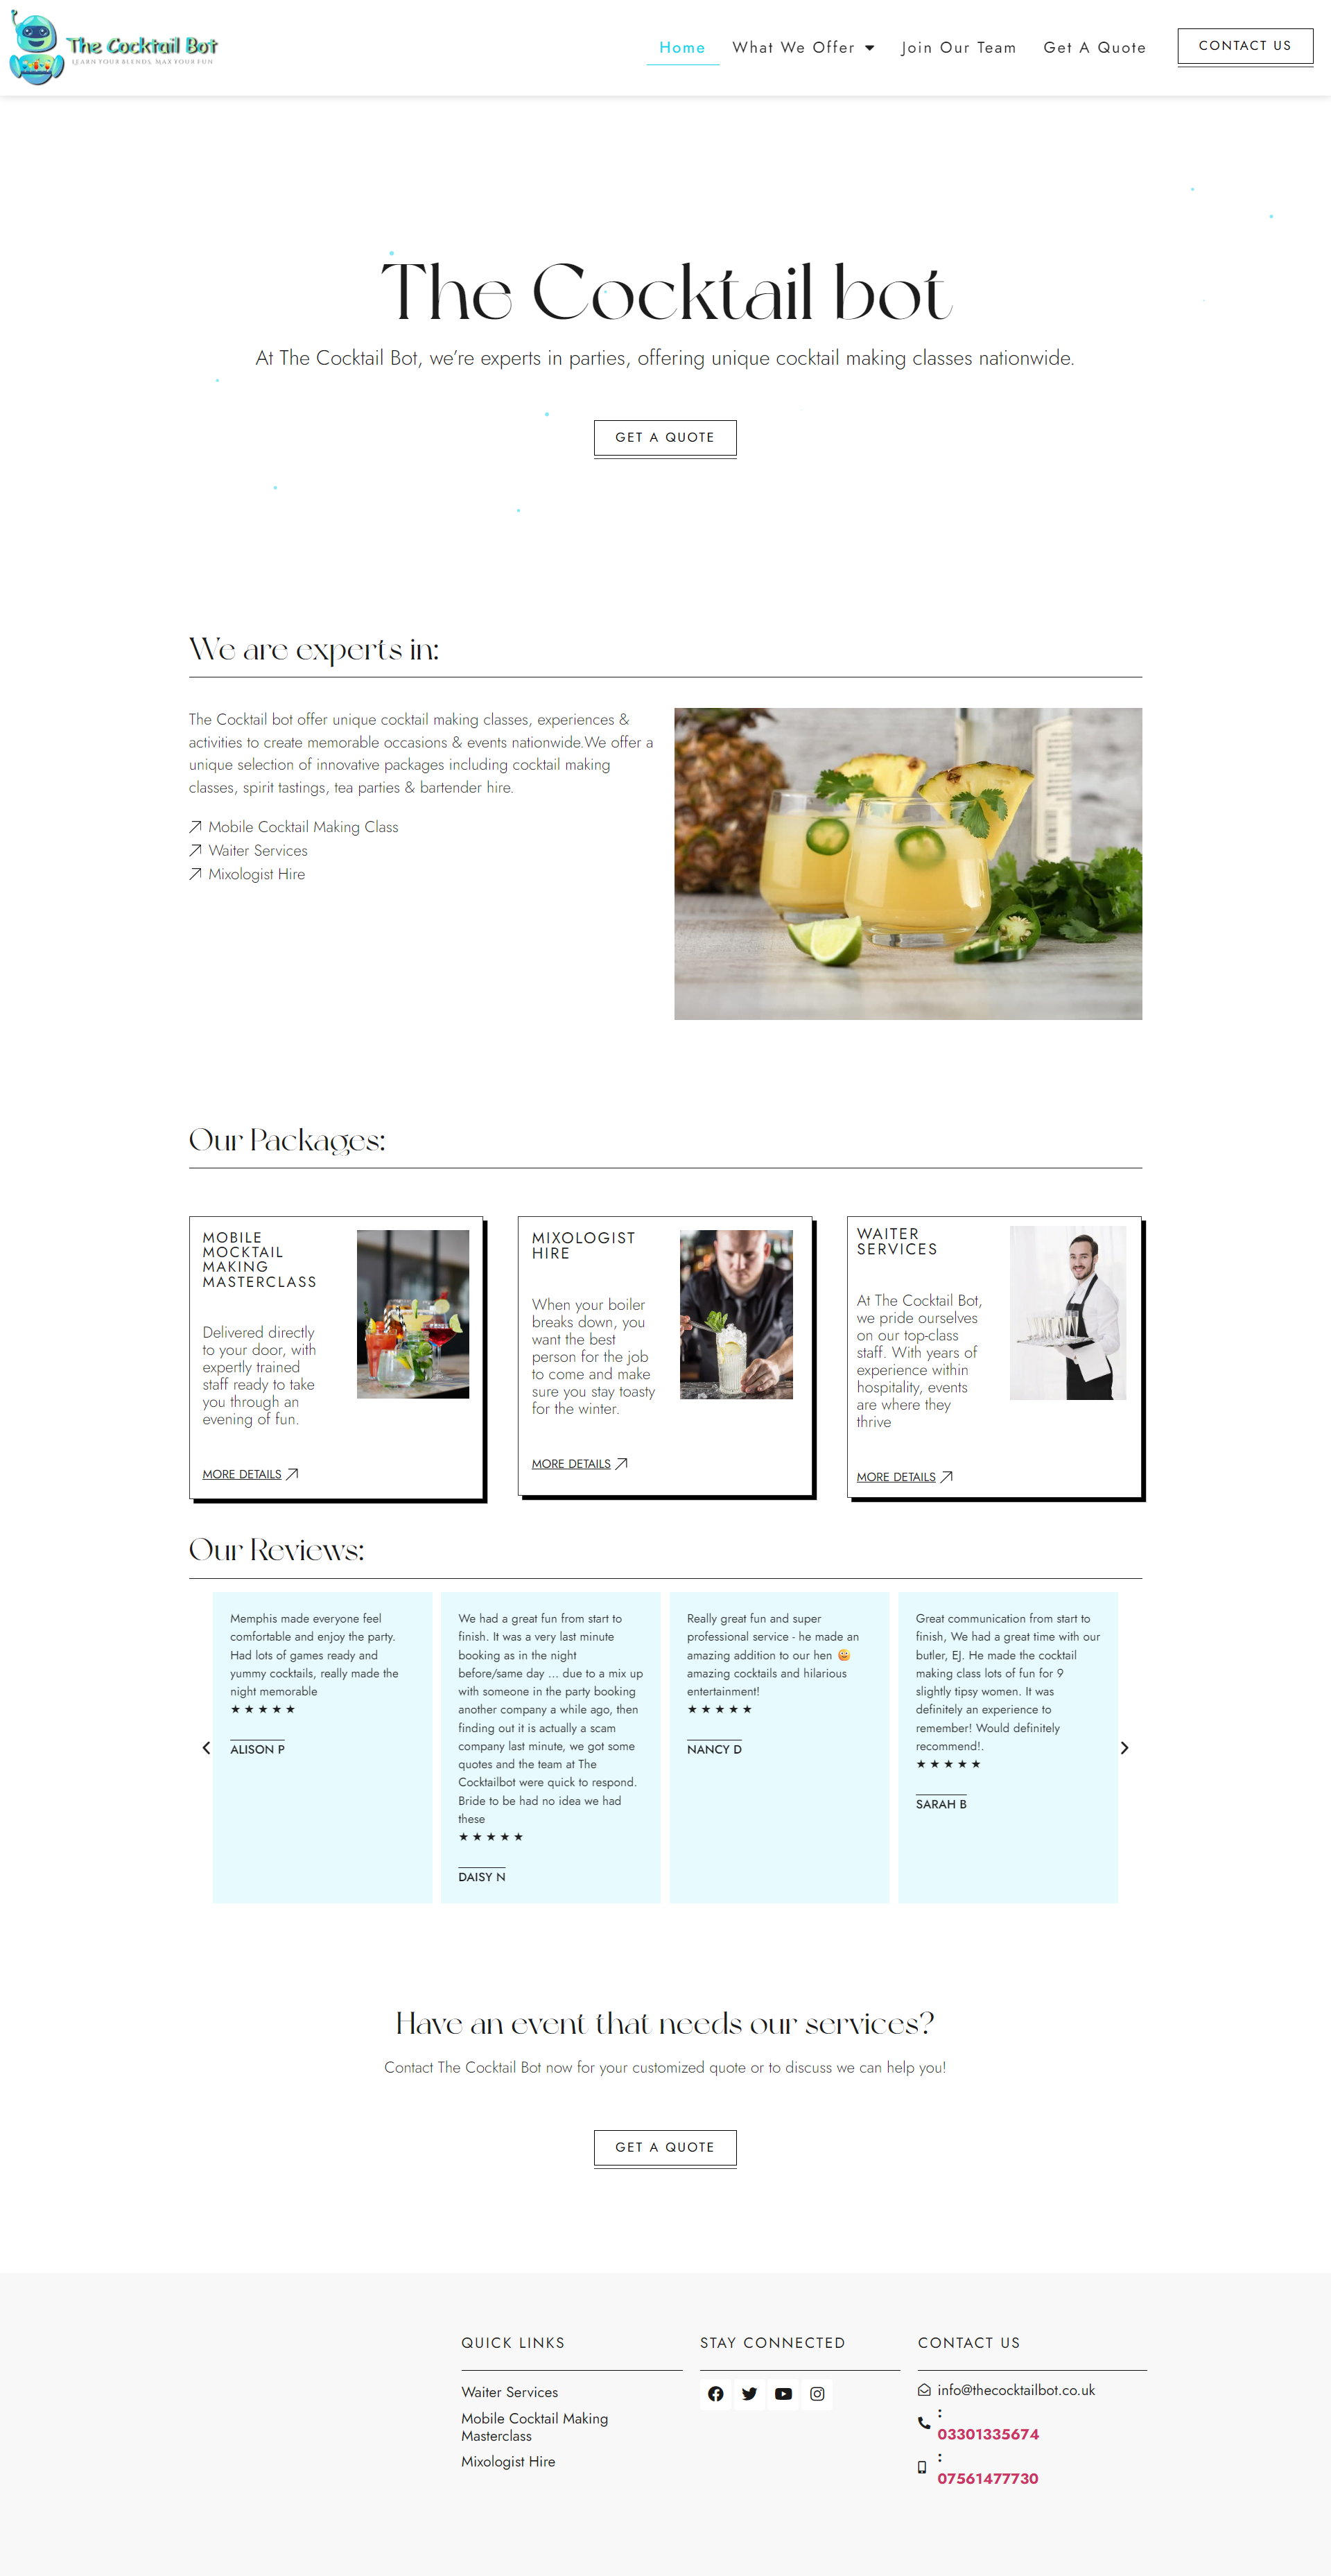 The Cocktail Bot
Learn your blends, Max your fun
Home
What We Offer
Join Our Team
Get A Quote
CONTACT US
The Cocktail bot
At The Cocktail Bot, we're experts in parties, offering unique cocktail making classes nationwide.
GET A QUOTE
We are experts in:
The Cocktail bot offer unique cocktail making classes, experiences &
activities to create memorable occasions & events nationwide.We offer a
unique selection of innovative packages including cocktail making
classes, spirit tastings, tea parties & bartender hire.
Mobile Cocktail Making Class
Waiter Services
Mixologist Hire
Our Packages:
MOBILE
MOCKTAIL
MAKING
MASTERCLASS
Delivered directly
to your door, with
expertly trained
staff ready to take
you through an
evening of fun.
MORE DETAILS
MIXOLOGIST
HIRE
When your boiler
breaks down, you
want the best
person for the job
to come and make
sure you stay toasty
for the winter.
MORE DETAILS
WAITER
SERVICES
At The Cocktail Bot,
we pride ourselves
on our top-class
staff. With years of
experience within
hospitality, events
are where they
thrive
MORE DETAILS
Our Reviews:
Memphis made everyone feel
comfortable and enjoy the party.
Had lots of games ready and
yummy cocktails, really made the
night memorable
★ ★ ★ ★ ★
ALISON P
We had a great fun from start to
finish. It was a very last minute
booking as in the night
before/same day ... due to a mix up
with someone in the party booking
another company a while ago, then
finding out it is actually a scam
company last minute, we got some
quotes and the team at The
Cocktailbot were quick to respond.
Bride to be had no idea we had
these
★ ★ ★ ★ ★
DAISY N
Really great fun and super
professional service - he made an
amazing addition to our hen 🤪
amazing cocktails and hilarious
entertainment!
★ ★ ★ ★ ★
NANCY D
Great communication from start to
finish, We had a great time with our
butler, EJ. He made the cocktail
making class lots of fun for 9
slightly tipsy women. It was
definitely an experience to
remember! Would definitely
recommend!.
★ ★ ★ ★ ★
SARAH B
Have an event that needs our services?
Contact The Cocktail Bot now for your customized quote or to discuss we can help you!
GET A QUOTE
QUICK LINKS
Waiter Services
Mobile Cocktail Making
Masterclass
Mixologist Hire
STAY CONNECTED
CONTACT US
info@thecocktailbot.co.uk
:
03301335674
:
07561477730